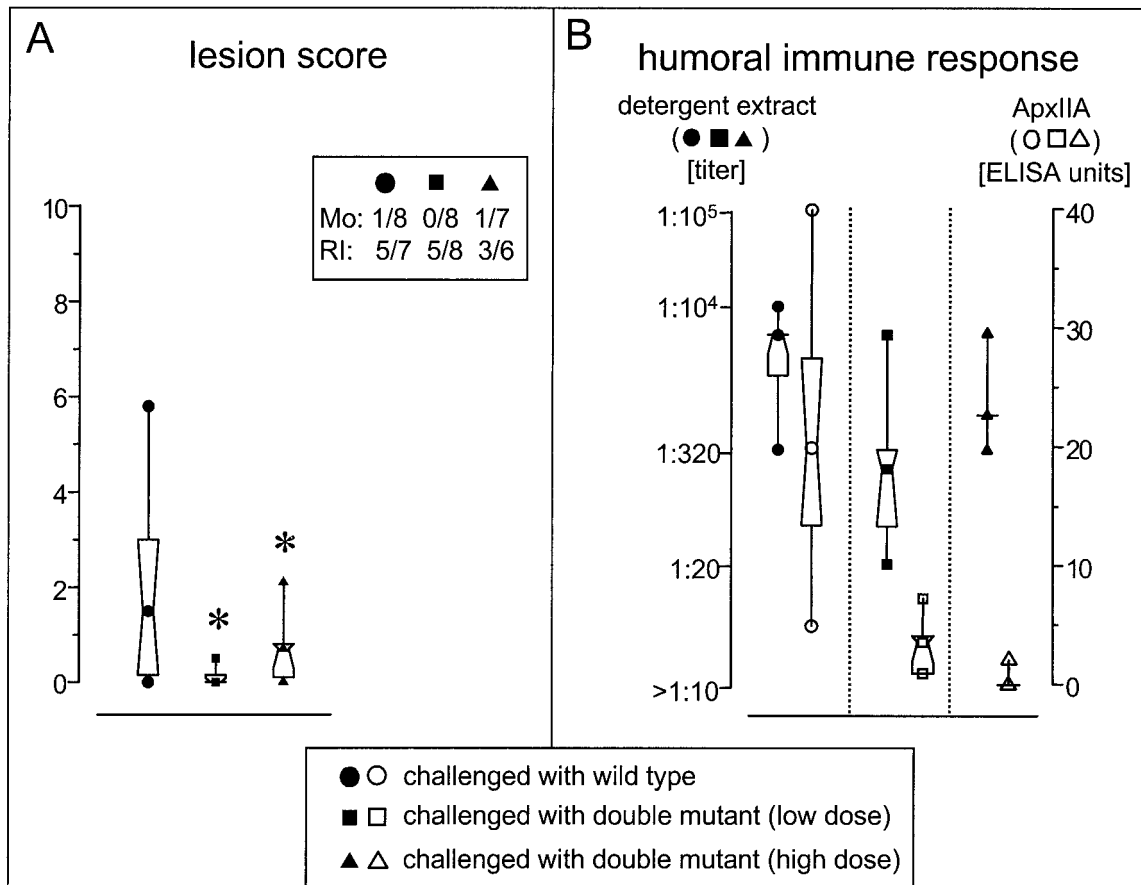 A
lesion score
● ■ ▲
Mo: 1/8 0/8 1/7
RI: 5/7 5/8 3/6
10
8
6
4
2
0
*
*
B
humoral immune response
detergent extract
(● ■ ▲)
[titer]
ApxIIA
(○ □ △)
[ELISA units]
1:10⁵
1:10⁴
1:320
1:20
>1:10
40
30
20
10
0
●○ challenged with wild type
■ □ challenged with double mutant (low dose)
▲ △ challenged with double mutant (high dose)